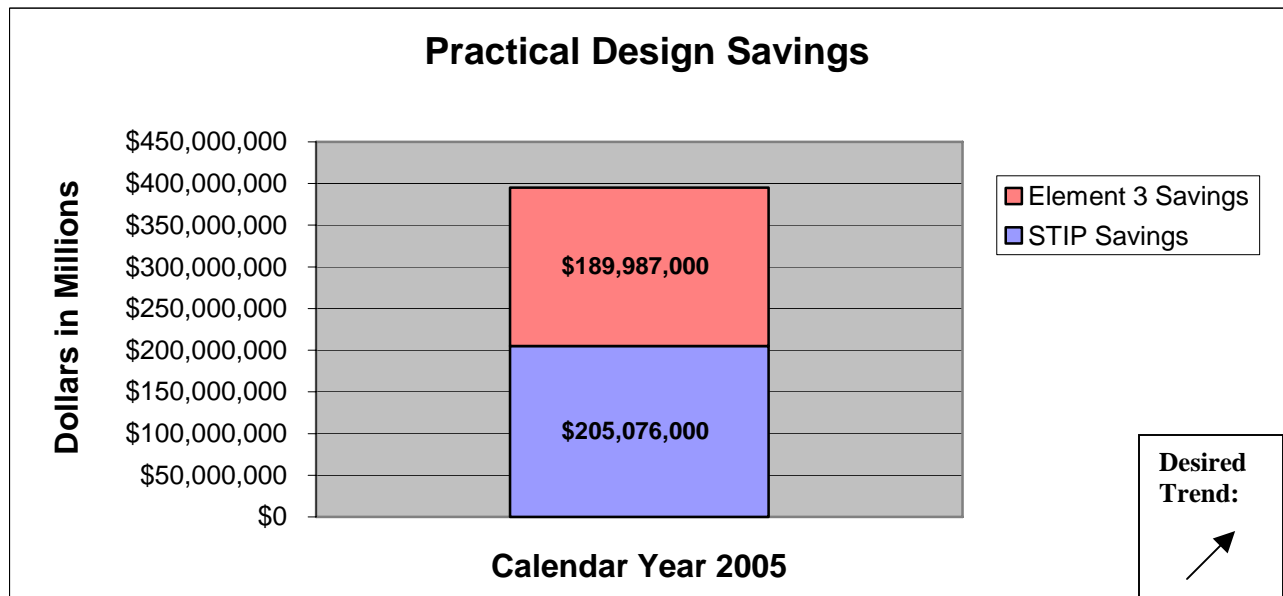 Practical Design Savings
$450,000,000
$400,000,000
$350,000,000
$300,000,000
$250,000,000
$200,000,000
$150,000,000
$100,000,000
$50,000,000
$0
Dollars in Millions
$189,987,000
$205,076,000
Calendar Year 2005
Element 3 Savings
STIP Savings
Desired
Trend: